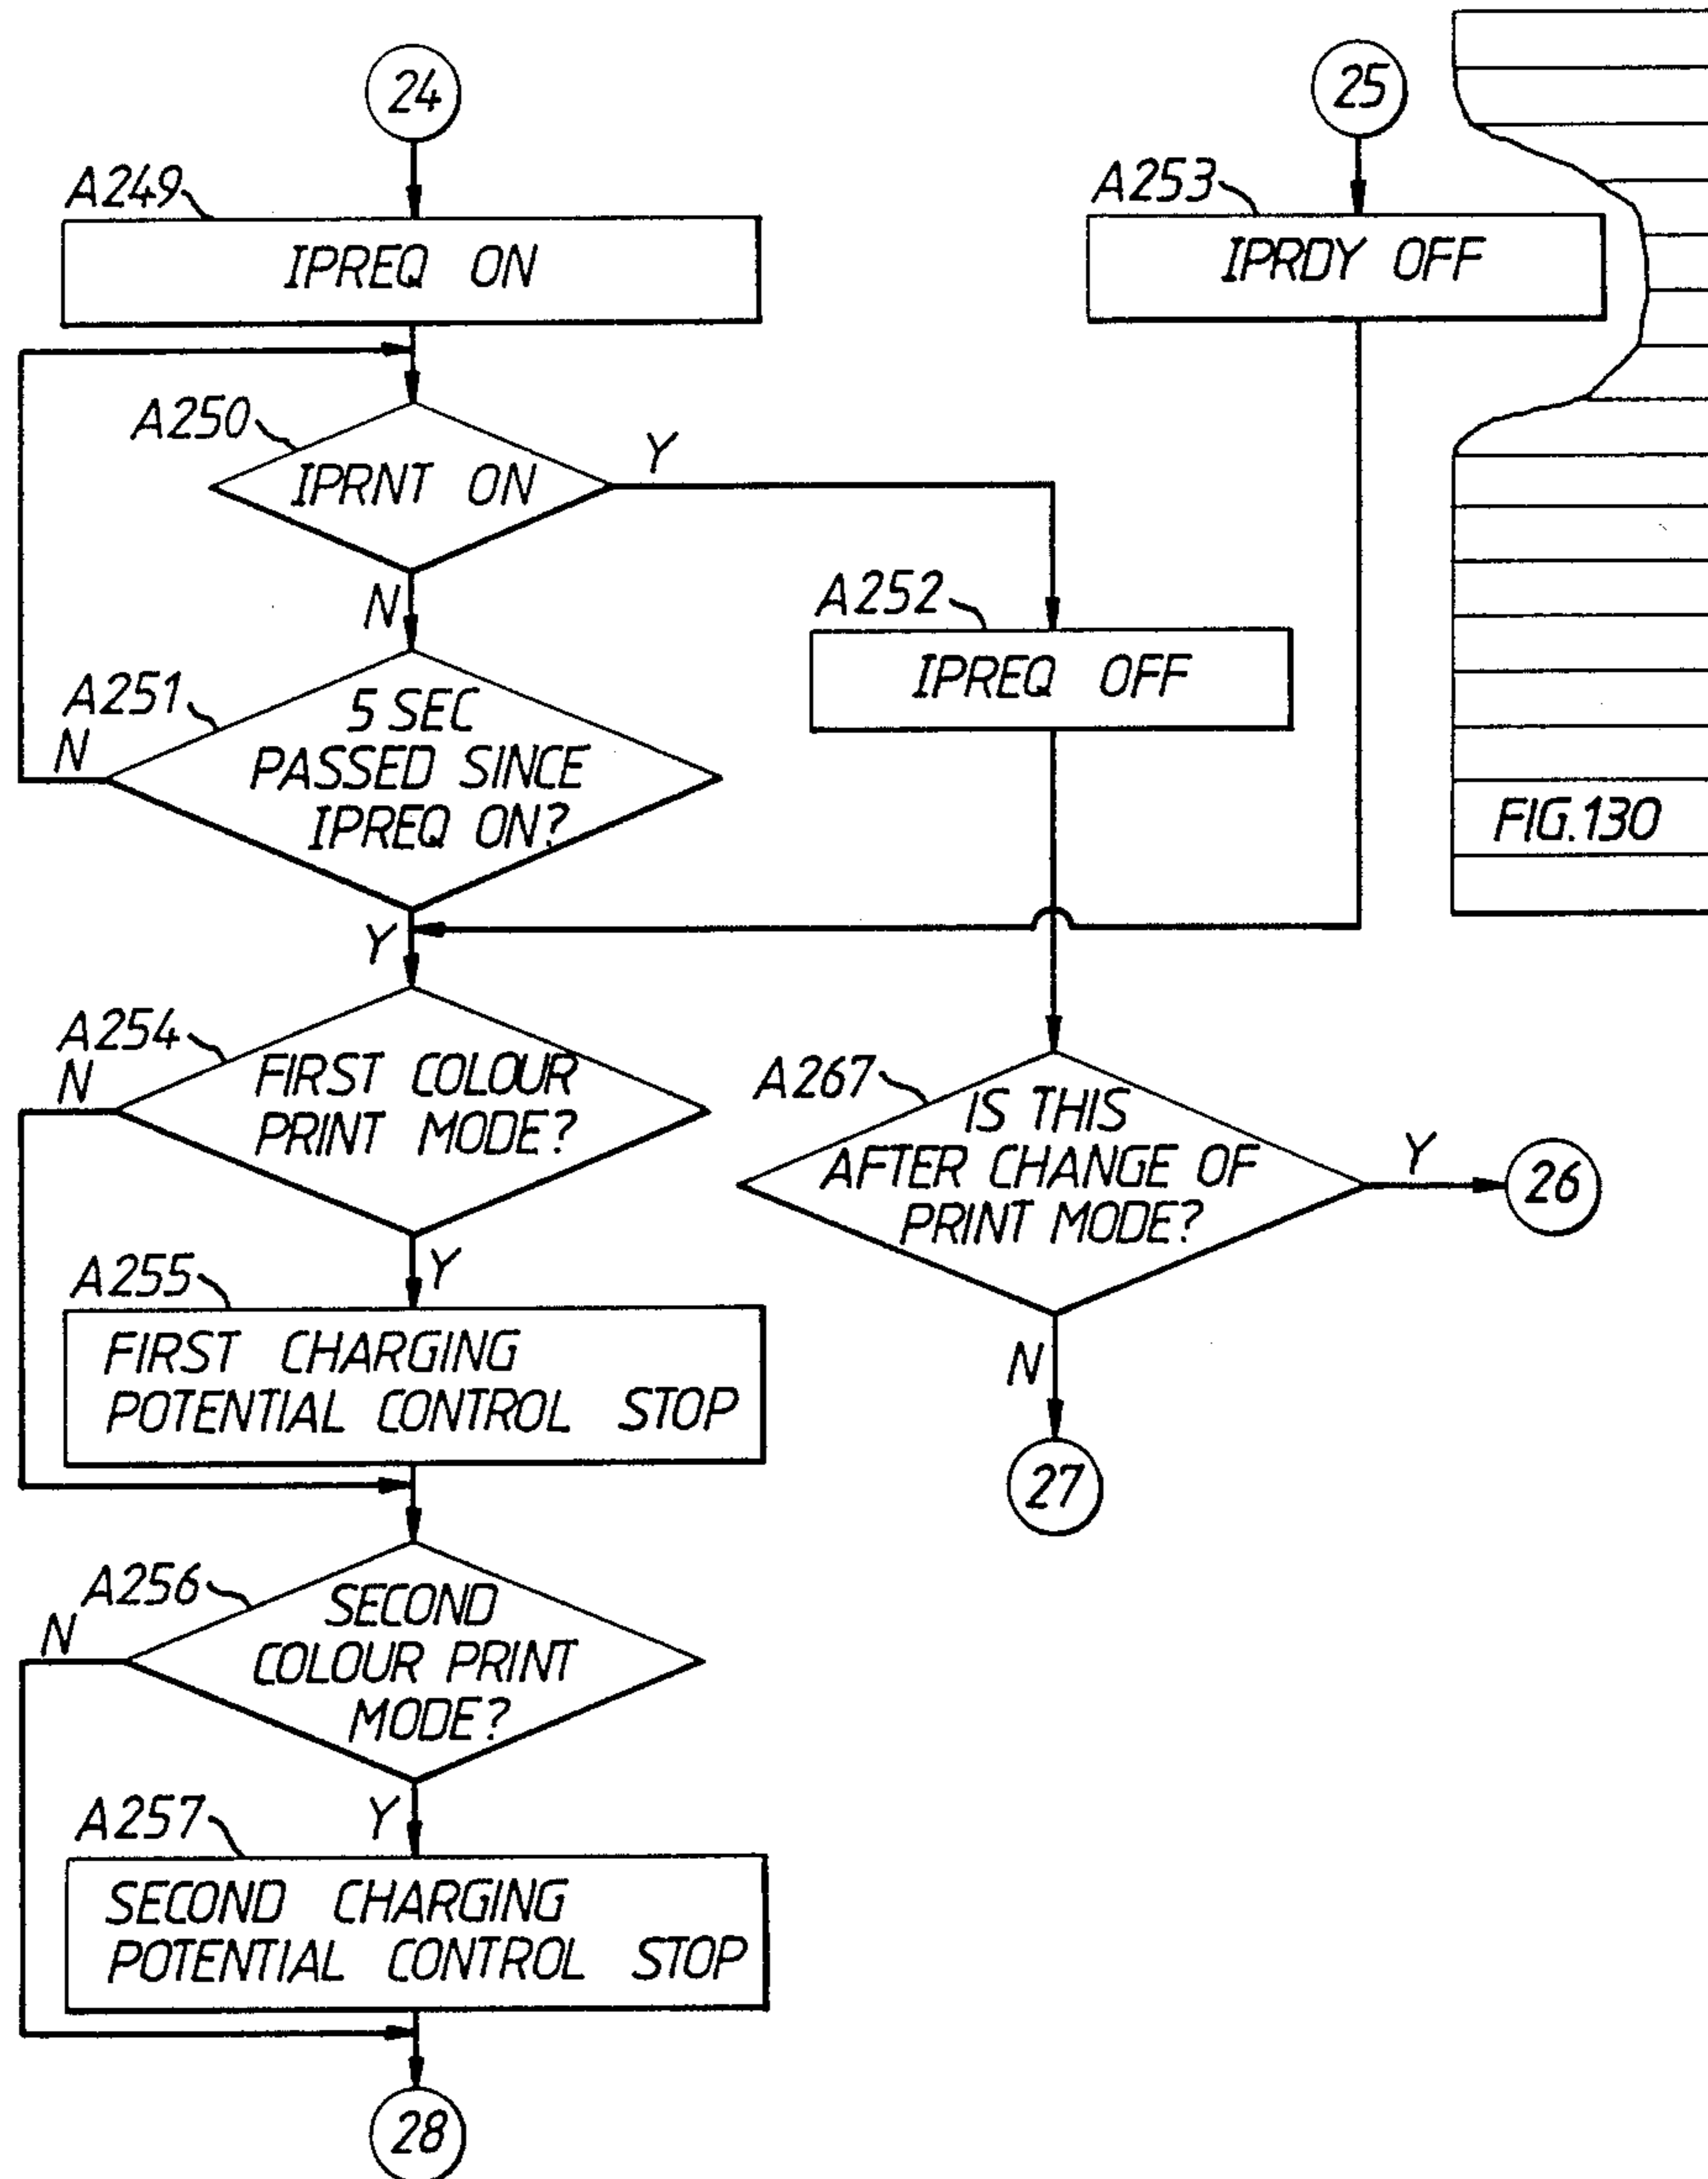 24
A249
IPREQ ON
A250
IPRNT ON
Y
N
A251
N
5 SEC
PASSED SINCE
IPREQ ON?
Y
A252
IPREQ OFF
25
A253
IPRDY OFF
FIG.130
A254
N
FIRST COLOUR
PRINT MODE?
Y
A255
FIRST CHARGING
POTENTIAL CONTROL STOP
A267
IS THIS
AFTER CHANGE OF
PRINT MODE?
Y
26
N
27
A256
N
SECOND
COLOUR PRINT
MODE?
Y
A257
SECOND CHARGING
POTENTIAL CONTROL STOP
28